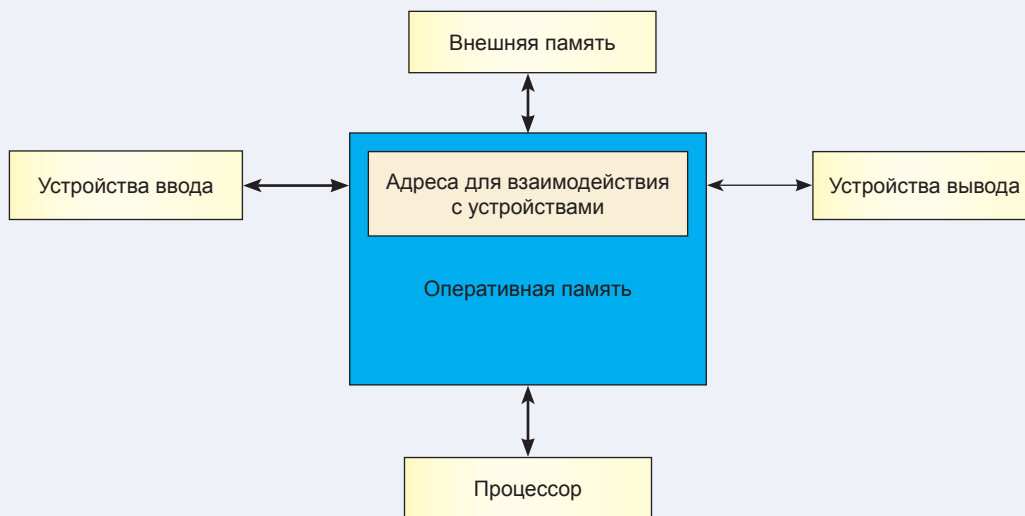 Внешняя память
Устройства ввода
Адреса для взаимодействия
с устройствами
Устройства вывода
Оперативная память
Процессор